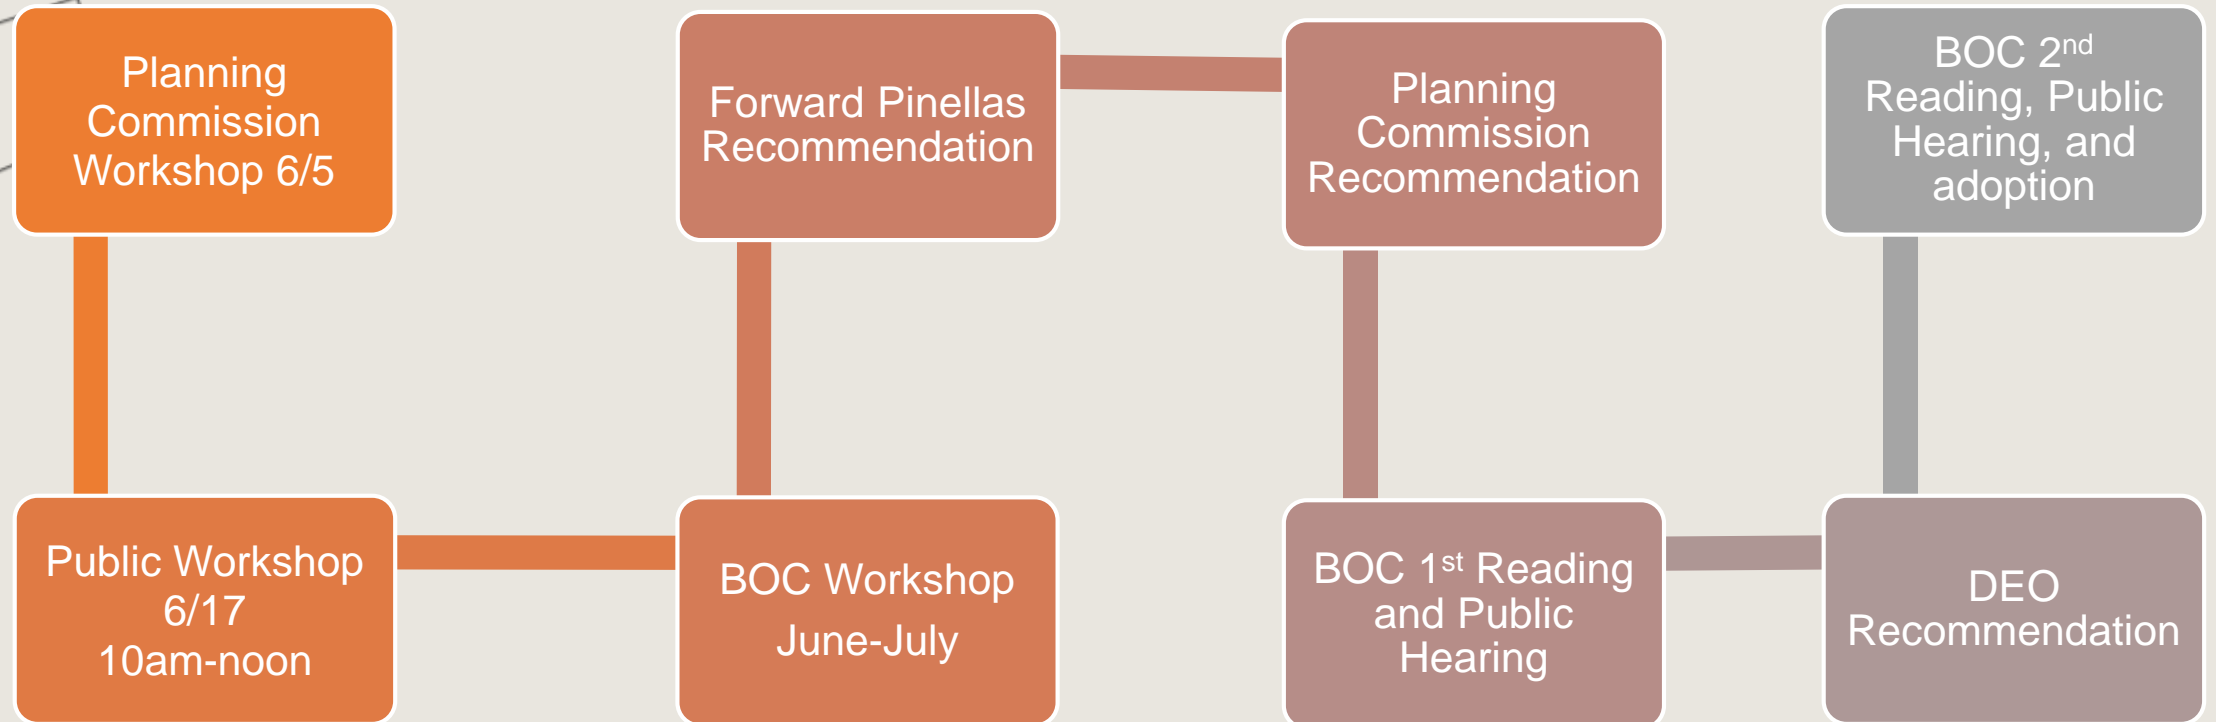 Planning
Commission
Workshop 6/5
Public Workshop
6/17
10am-noon
BOC Workshop
June-July
Forward Pinellas
Recommendation
Planning
Commission
Recommendation
BOC 1st Reading
and Public
Hearing
DEO
Recommendation
BOC 2nd
Reading, Public
Hearing, and
adoption